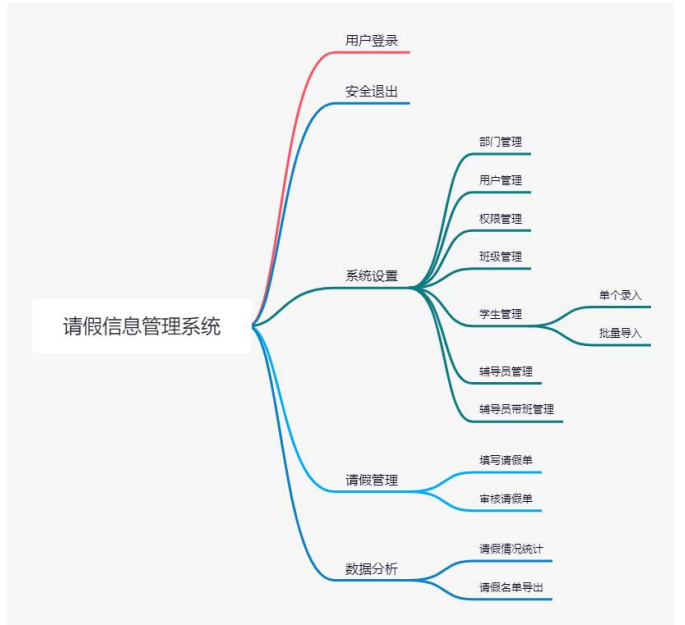 用户登录
安全退出
部门管理
用户管理
权限管理
班级管理
系统设置
学生管理
单个录入
批量导入
辅导员管理
辅导员带班管理
请假信息管理系统
填写请假单
请假管理
审核请假单
请假情况统计
数据分析
请假名单导出